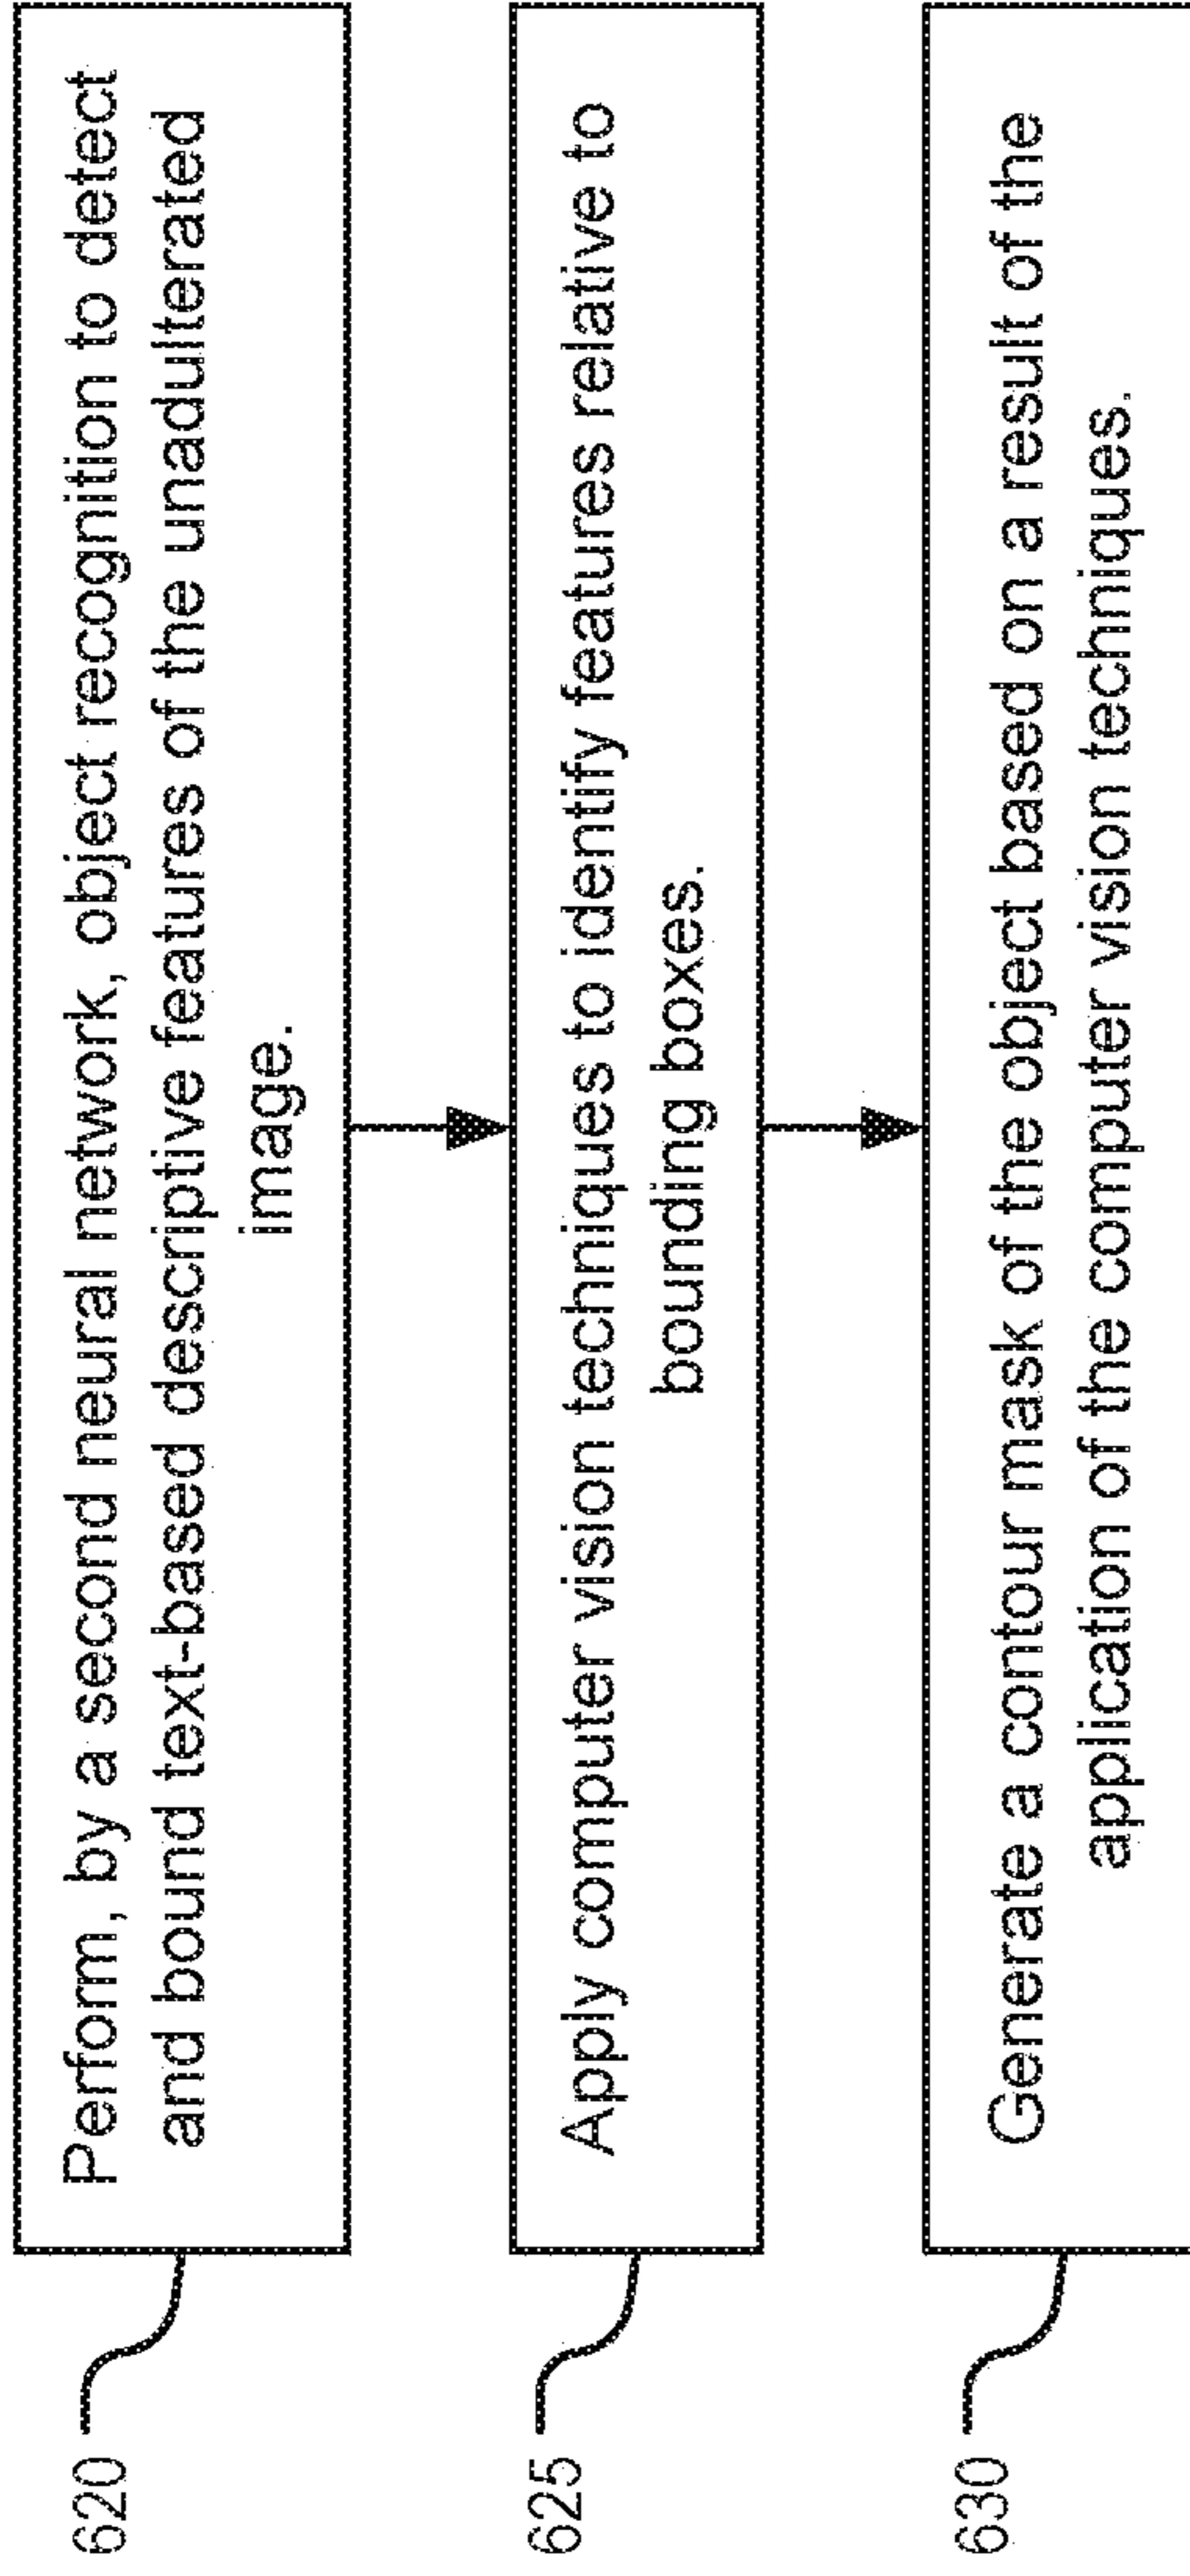 620
Perform, by a second neural network, object recognition to detect
and bound text-based descriptive features of the unadulterated
image.
625
Apply computer vision techniques to identify features relative to
bounding boxes.
630
Generate a contour mask of the object based on a result of the
application of the computer vision techniques.